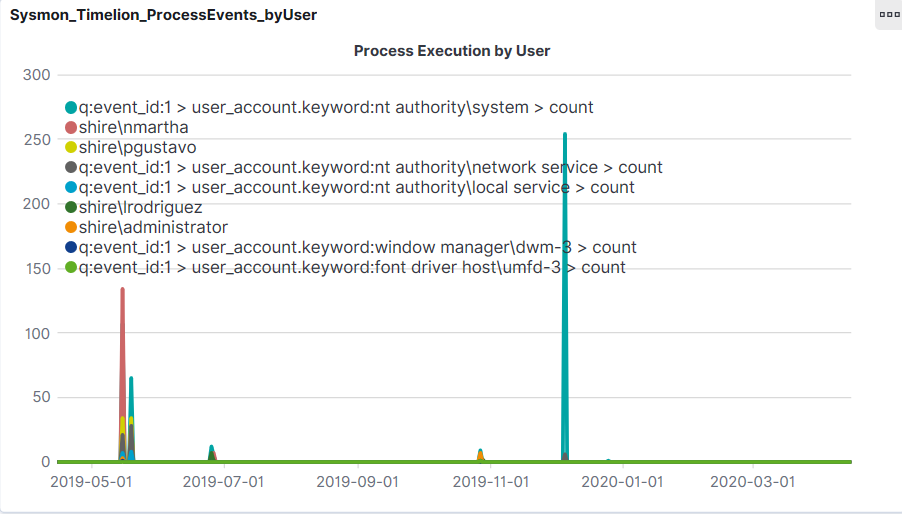 Sysmon_Timelion_ProcessEvents_byUser
Process Execution by User
300
q:event_id:1 > user_account.keyword:nt authority\system > count
shire\nmartha
250
shire\pgustavo
q:event_id:1 > user_account.keyword:nt authority\network service > count
q:event_id:1 > user_account.keyword:nt authority\local service > count
200
shire\lrodriguez
shire\administrator
q:event_id:1 > user_account.keyword:window manager\dwm-3 > count
150
q:event_id:1 > user_account.keyword:font driver host\umfd-3 > count
100
50
0
2019-05-01 2019-07-01 2019-09-01 2019-11-01 2020-01-01 2020-03-01